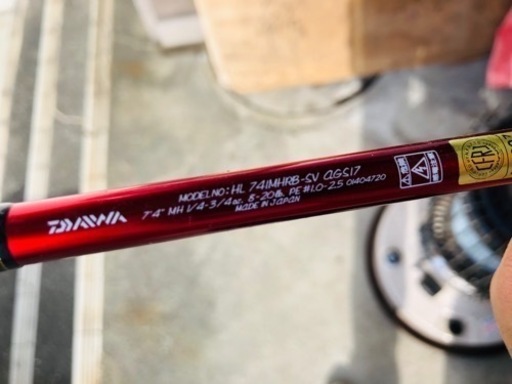 DAIWA
MODEL NO: HL 741MHRB-SV AGS17
7'4" MH 1/4-3/4oz. 8-20lb. PE #1.0-2.5 01404720
MADE IN JAPAN